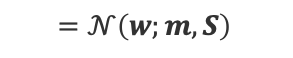 = 𝒩(𝒘; 𝒎, 𝑺)